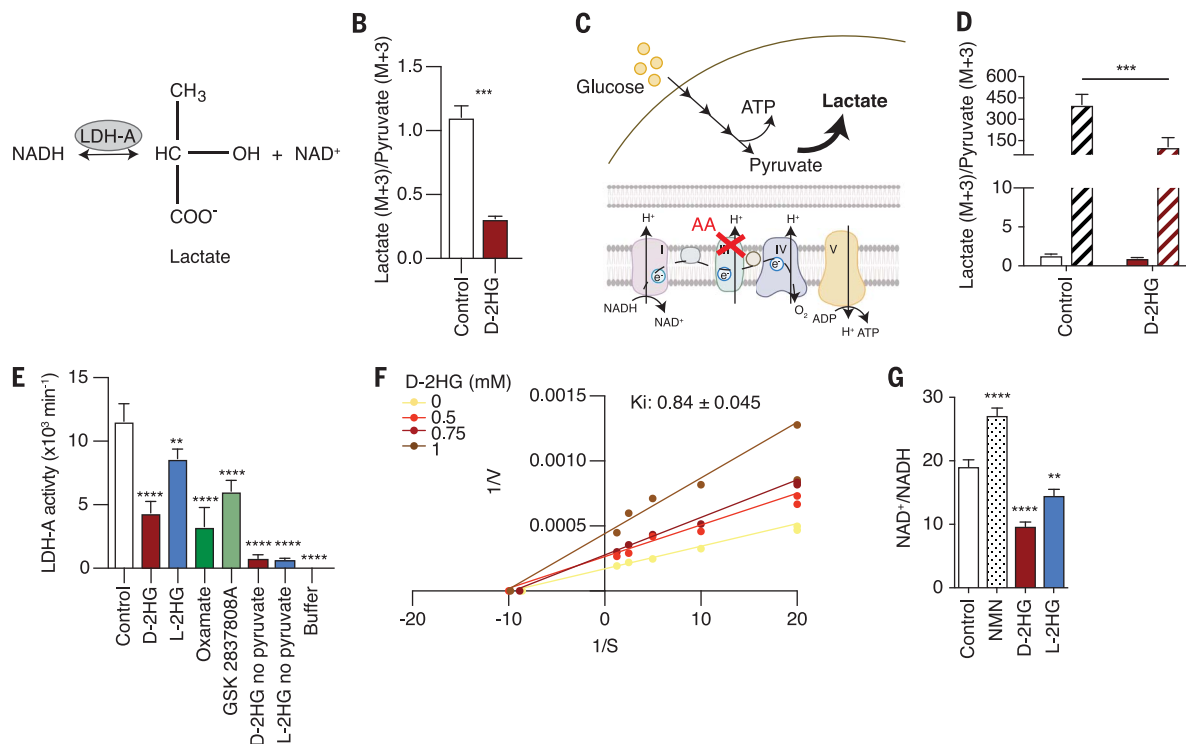 NADH
LDH-A
CH3
HC
OH + NAD+
COO-
Lactate
B
Lactate (M+3)/Pyruvate (M+3)
1.5
1.0
0.5
0.0
***
Control
D-2HG
C
Glucose
ATP
Lactate
Pyruvate
AA
H+
H+
H+
I
III
IV
V
e-
e-
e-
NADH
NAD+
O2
ADP
H+ ATP
D
Lactate (M+3)/Pyruvate (M+3)
600
450
300
150
10
5
0
***
Control
D-2HG
E
LDH-A activty (x10³ min⁻¹)
15
10
5
0
****
**
****
****
**** ****
****
Control
D-2HG
L-2HG
Oxamate
GSK 2837808A
D-2HG no pyruvate
L-2HG no pyruvate
Buffer
F
D-2HG (mM)
0
0.5
0.75
1
Ki: 0.84 ± 0.045
1/V
0.0015
0.0010
0.0005
-20
-10
0
10
20
1/S
G
NAD+/NADH
30
20
10
0
****
****
**
Control
NMN
D-2HG
L-2HG